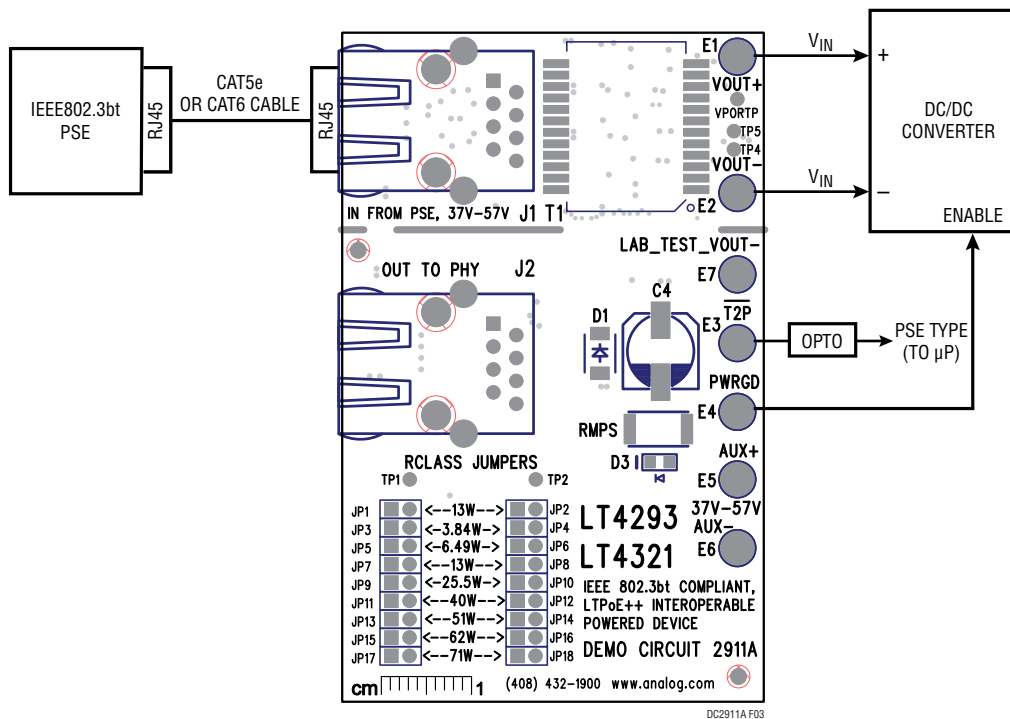 IEEE802.3bt
PSE
RJ45
CAT5e
OR CAT6 CABLE
RJ45
E1
VOUT+
VPORTP
TP5
TP4
VOUT-
E2
IN FROM PSE, 37V-57V J1 T1
VIN
+
DC/DC
CONVERTER
VIN
–
ENABLE
LAB_TEST_VOUT-
E7
OUT TO PHY J2
C4
D1
T2P
E3
OPTO
PSE TYPE
(TO µP)
PWRGD
E4
RMPS
D3
AUX+
E5
37V-57V
AUX-
E6
RCLASS JUMPERS
TP1 TP2
JP1 <--13W--> JP2
JP3 <-3.84W-> JP4
JP5 <-6.49W-> JP6
JP7 <--13W--> JP8
JP9 <-25.5W-> JP10
JP11 <--40W--> JP12
JP13 <--51W--> JP14
JP15 <--62W--> JP16
JP17 <--71W--> JP18
LT4293
LT4321
IEEE 802.3bt COMPLIANT,
LTPoE++ INTEROPERABLE
POWERED DEVICE
DEMO CIRCUIT 2911A
cm 1 (408) 432-1900 www.analog.com
DC2911A F03